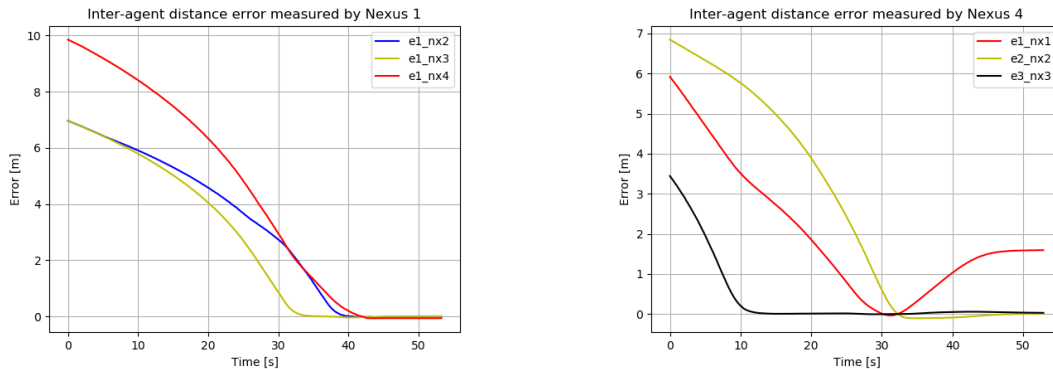 Inter-agent distance error measured by Nexus 1
10
8
6
4
2
0
Error [m]
0 10 20 30 40 50
Time [s]
e1_nx2
e1_nx3
e1_nx4
Inter-agent distance error measured by Nexus 4
7
6
5
4
3
2
1
0
Error [m]
0 10 20 30 40 50
Time [s]
e1_nx1
e2_nx2
e3_nx3